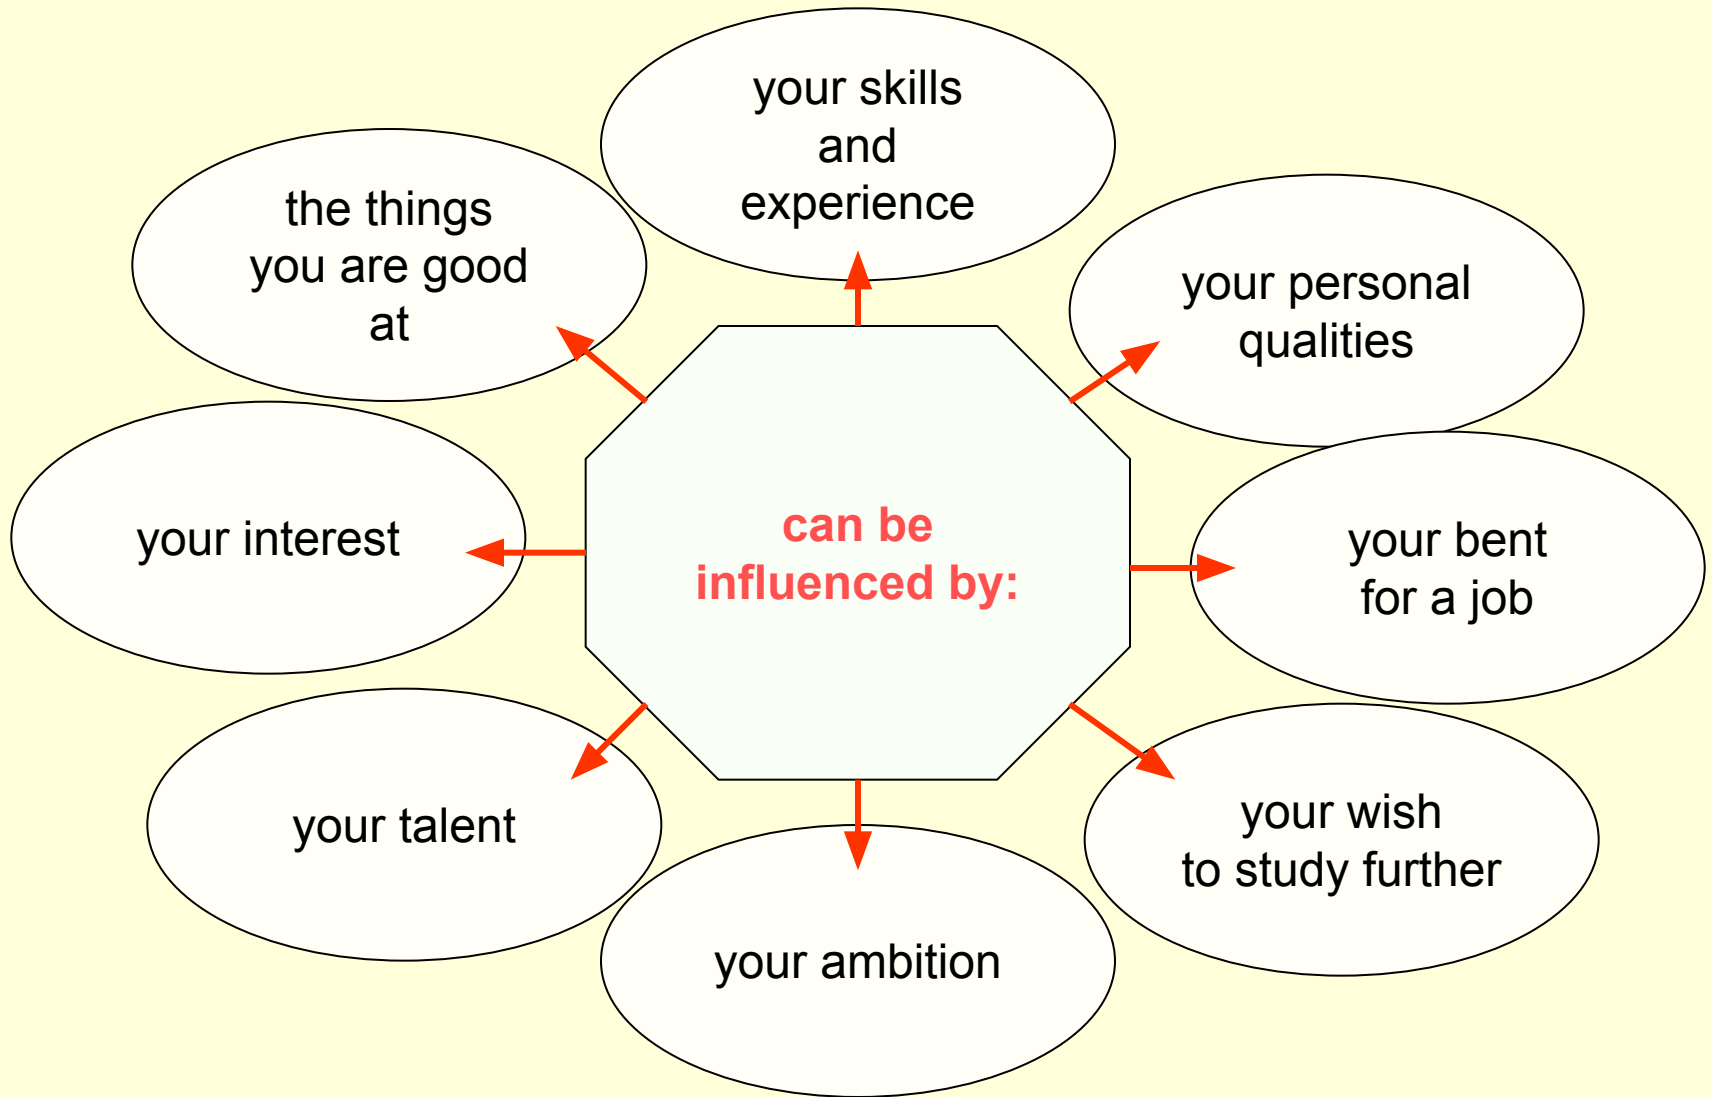 your skills
and
experience
the things
you are good
at
your personal
qualities
your interest
can be
influenced by:
your bent
for a job
your talent
your wish
to study further
your ambition